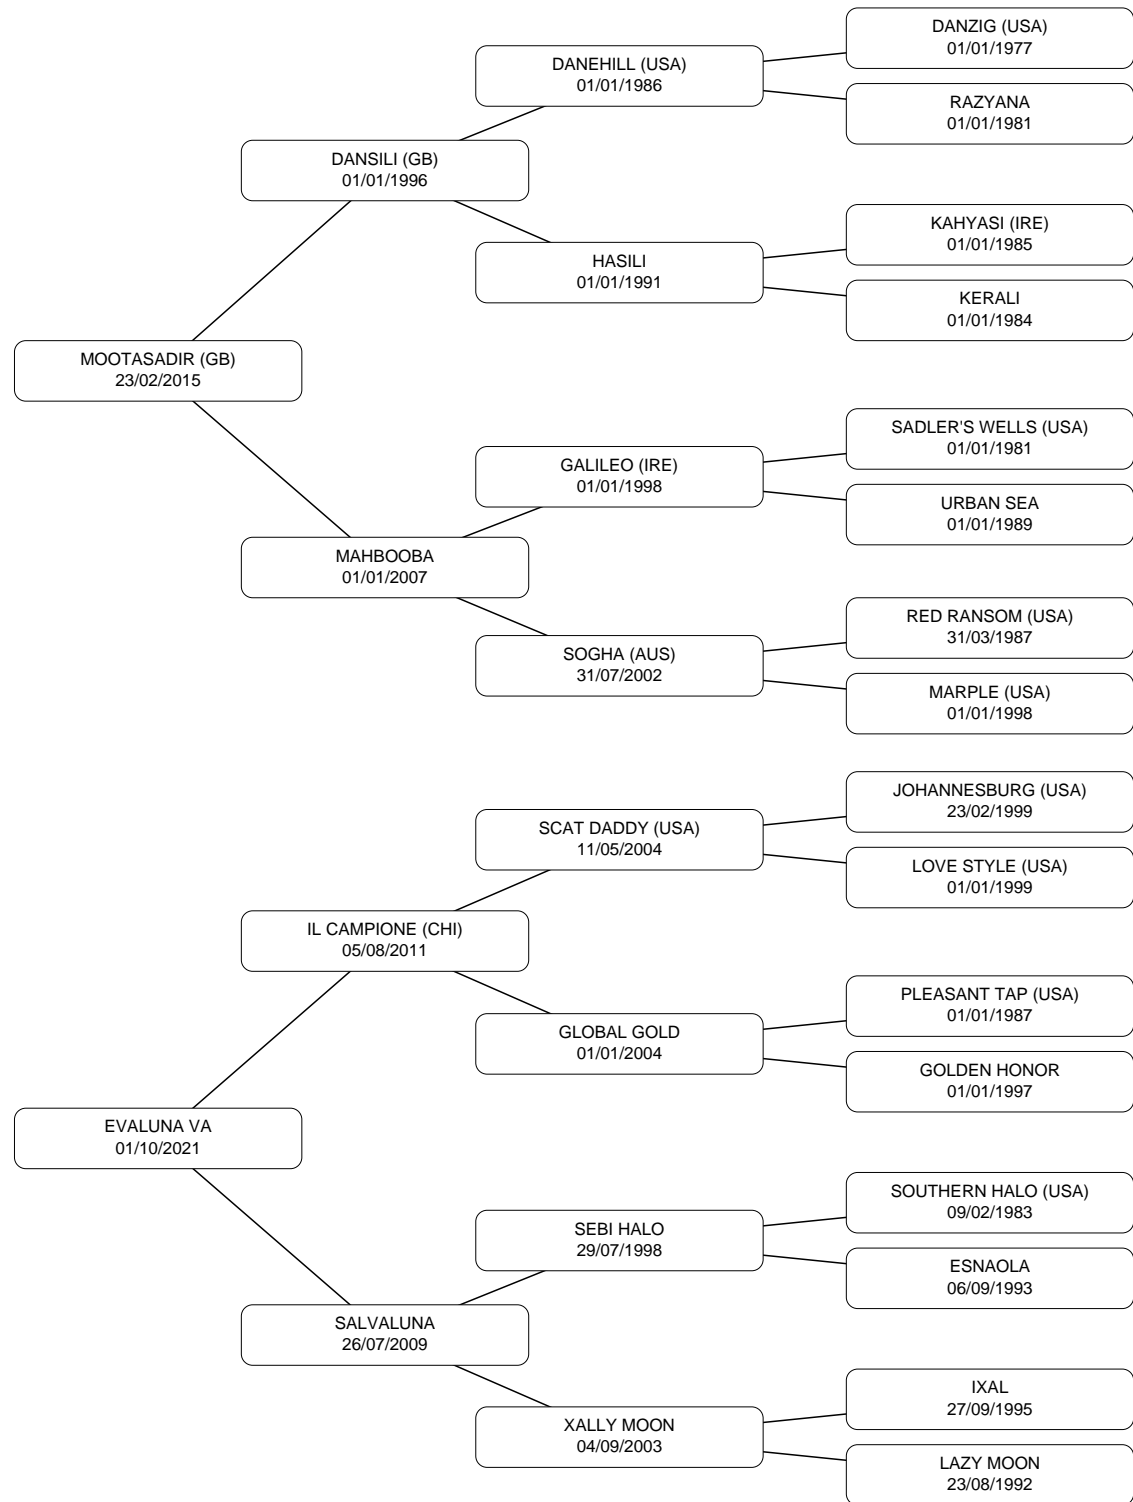 DANZIG (USA)
01/01/1977
DANEHILL (USA)
01/01/1986
RAZYANA
01/01/1981
DANSILI (GB)
01/01/1996
KAHYASI (IRE)
01/01/1985
HASILI
01/01/1991
KERALI
01/01/1984
MOOTASADIR (GB)
23/02/2015
SADLER'S WELLS (USA)
01/01/1981
GALILEO (IRE)
01/01/1998
URBAN SEA
01/01/1989
MAHBOOBA
01/01/2007
RED RANSOM (USA)
31/03/1987
SOGHA (AUS)
31/07/2002
MARPLE (USA)
01/01/1998
JOHANNESBURG (USA)
23/02/1999
SCAT DADDY (USA)
11/05/2004
LOVE STYLE (USA)
01/01/1999
IL CAMPIONE (CHI)
05/08/2011
PLEASANT TAP (USA)
01/01/1987
GLOBAL GOLD
01/01/2004
GOLDEN HONOR
01/01/1997
EVALUNA VA
01/10/2021
SOUTHERN HALO (USA)
09/02/1983
SEBI HALO
29/07/1998
ESNAOLA
06/09/1993
SALVALUNA
26/07/2009
IXAL
27/09/1995
XALLY MOON
04/09/2003
LAZY MOON
23/08/1992